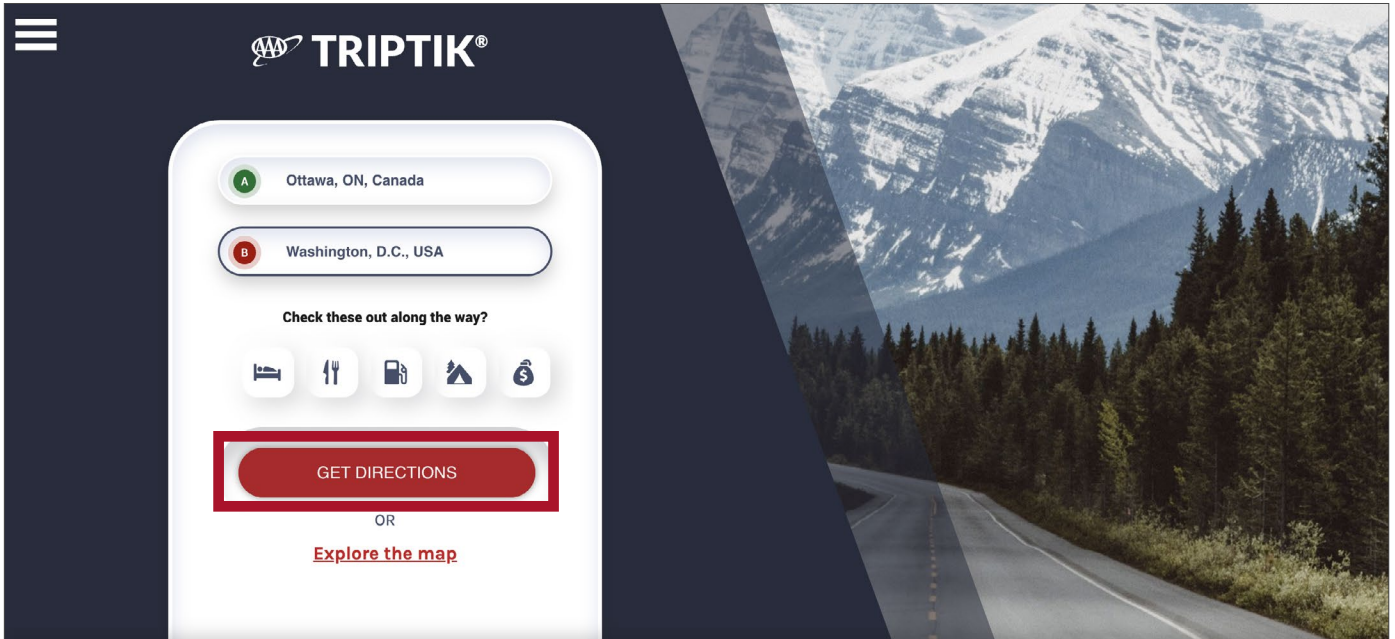 AAA TRIPTIK®
A Ottawa, ON, Canada
B Washington, D.C., USA
Check these out along the way?
$
GET DIRECTIONS
OR
Explore the map